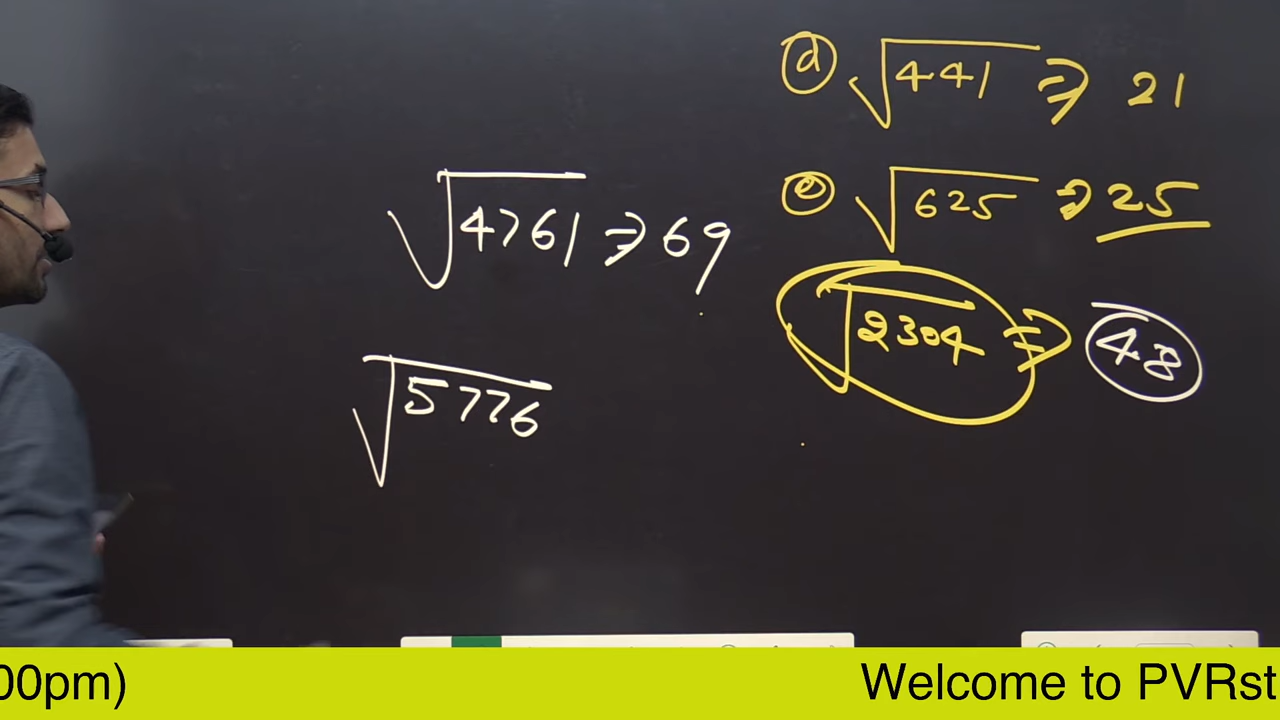 ⓓ √441 ⇒ 21
ⓔ √625 ⇒ 25
√4761 ⇒ 69
√2304 ⇒ 48
√5776
00pm)
Welcome to PVRst